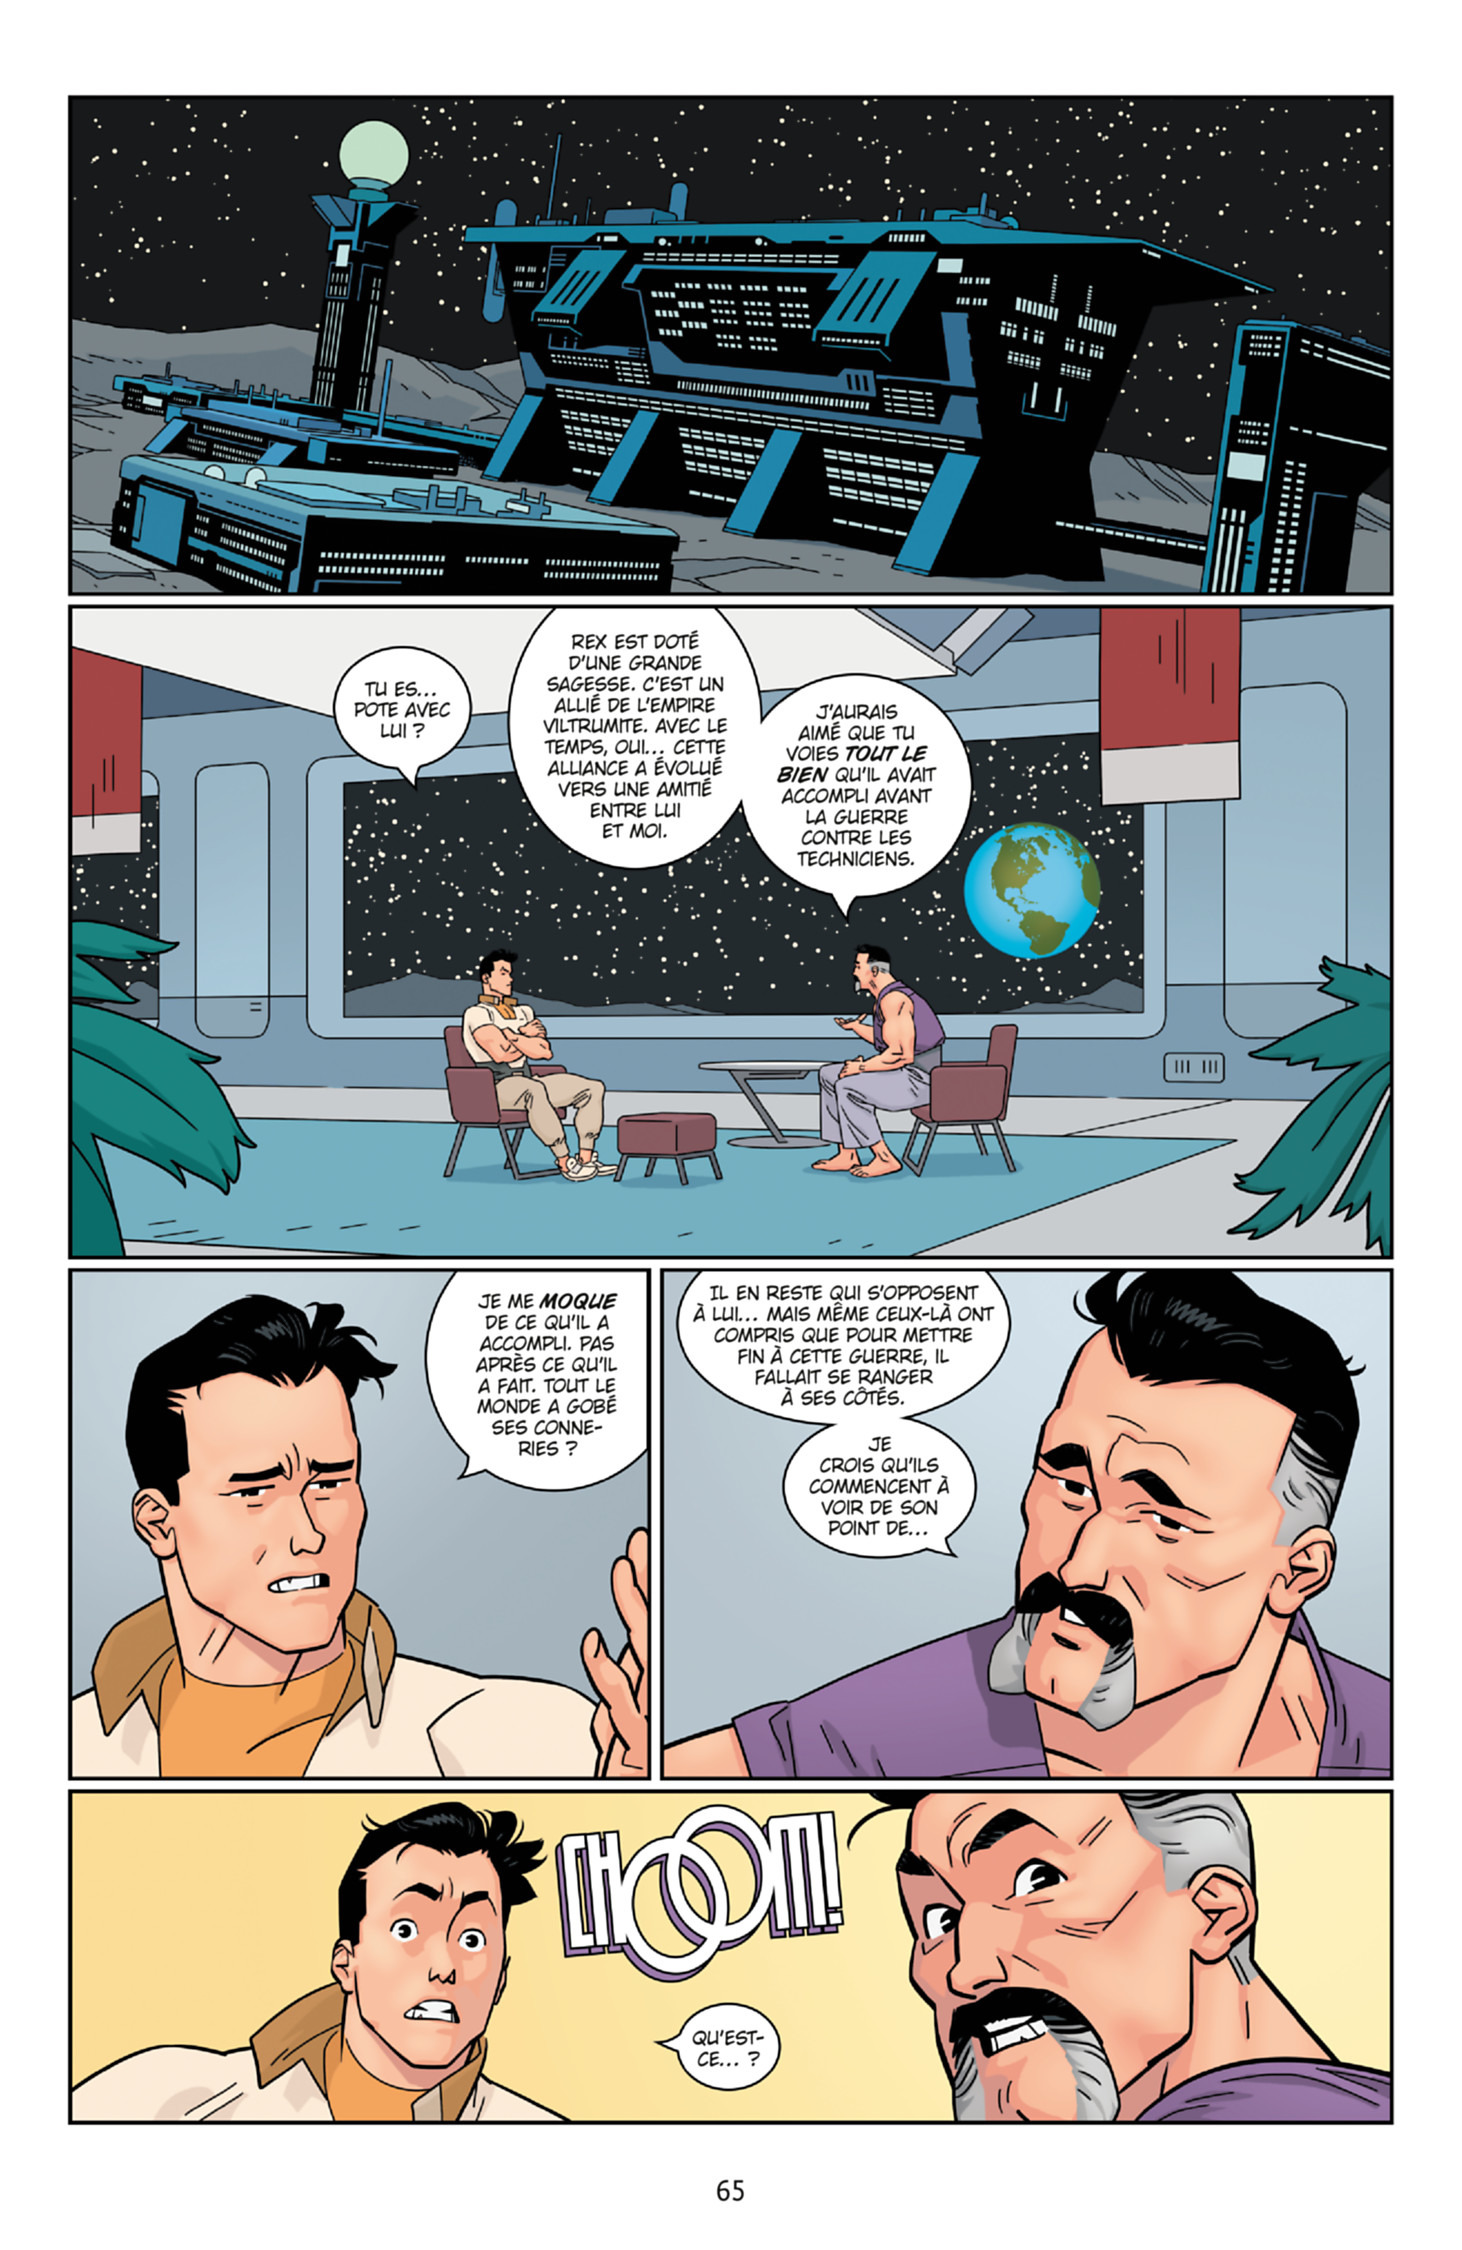 TU ES...
POTE AVEC
LUI ?
REX EST DOTÉ
D'UNE GRANDE
SAGESSE. C'EST UN
ALLIÉ DE L'EMPIRE
VILTRUMITE. AVEC LE
TEMPS, OUI... CETTE
ALLIANCE A ÉVOLUÉ
VERS UNE AMITIÉ
ENTRE LUI
ET MOI.
J'AURAIS
AIMÉ QUE TU
VOIES TOUT LE
BIEN QU'IL AVAIT
ACCOMPLI AVANT
LA GUERRE
CONTRE LES
TECHNICIENS.
JE ME MOQUE
DE CE QU'IL A
ACCOMPLI. PAS
APRÈS CE QU'IL
A FAIT. TOUT LE
MONDE A GOBÉ
SES CONNE-
RIES ?
IL EN RESTE QUI S'OPPOSENT
À LUI... MAIS MÊME CEUX-LÀ ONT
COMPRIS QUE POUR METTRE
FIN À CETTE GUERRE, IL
FALLAIT SE RANGER
À SES CÔTÉS.
JE
CROIS QU'ILS
COMMENCENT À
VOIR DE SON
POINT DE...
CHOOM!
QU'EST-
CE... ?
65